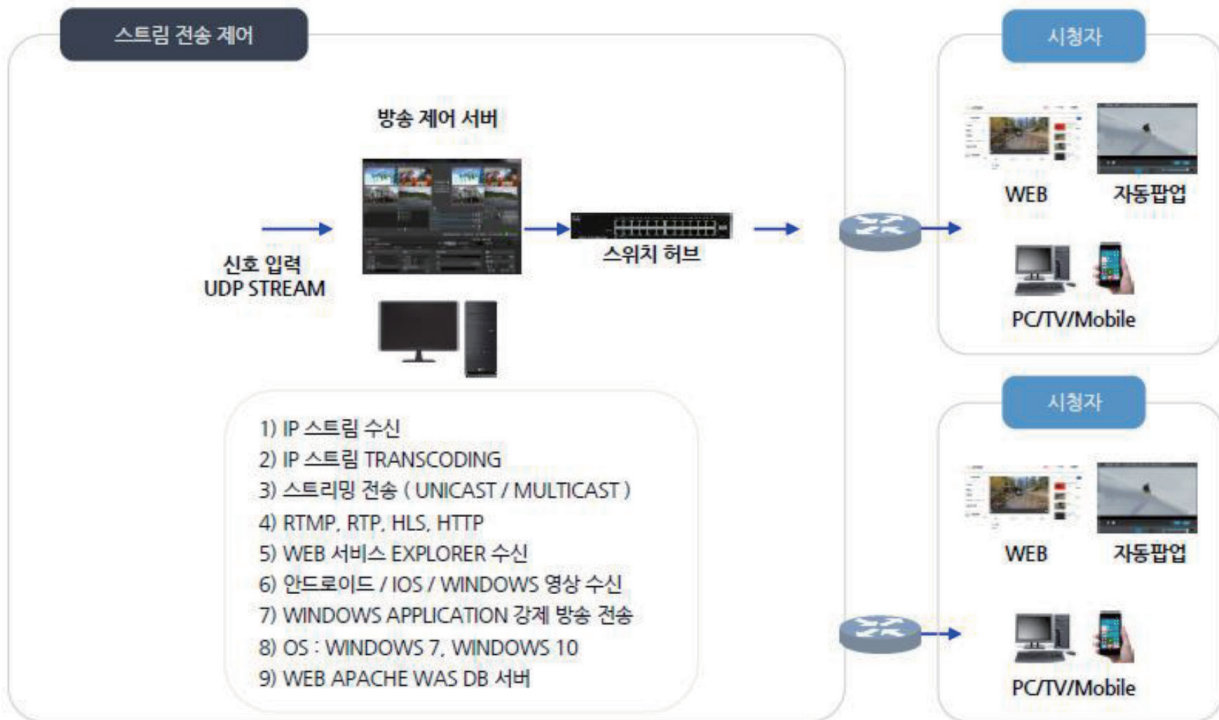 스트림 전송 제어
방송 제어 서버
신호 입력
UDP STREAM
스위치 허브
1) IP 스트림 수신
2) IP 스트림 TRANSCODING
3) 스트리밍 전송 ( UNICAST / MULTICAST )
4) RTMP, RTP, HLS, HTTP
5) WEB 서비스 EXPLORER 수신
6) 안드로이드 / IOS / WINDOWS 영상 수신
7) WINDOWS APPLICATION 강제 방송 전송
8) OS : WINDOWS 7, WINDOWS 10
9) WEB APACHE WAS DB 서버
시청자
WEB
자동팝업
PC/TV/Mobile
시청자
WEB
자동팝업
PC/TV/Mobile